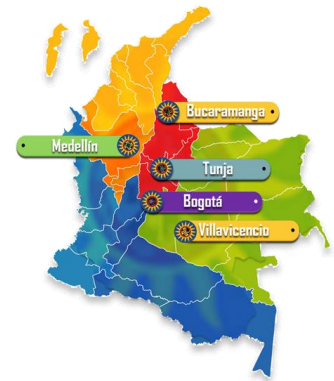 Bucaramanga
Medellín
Tunja
Bogotá
Villavicencio